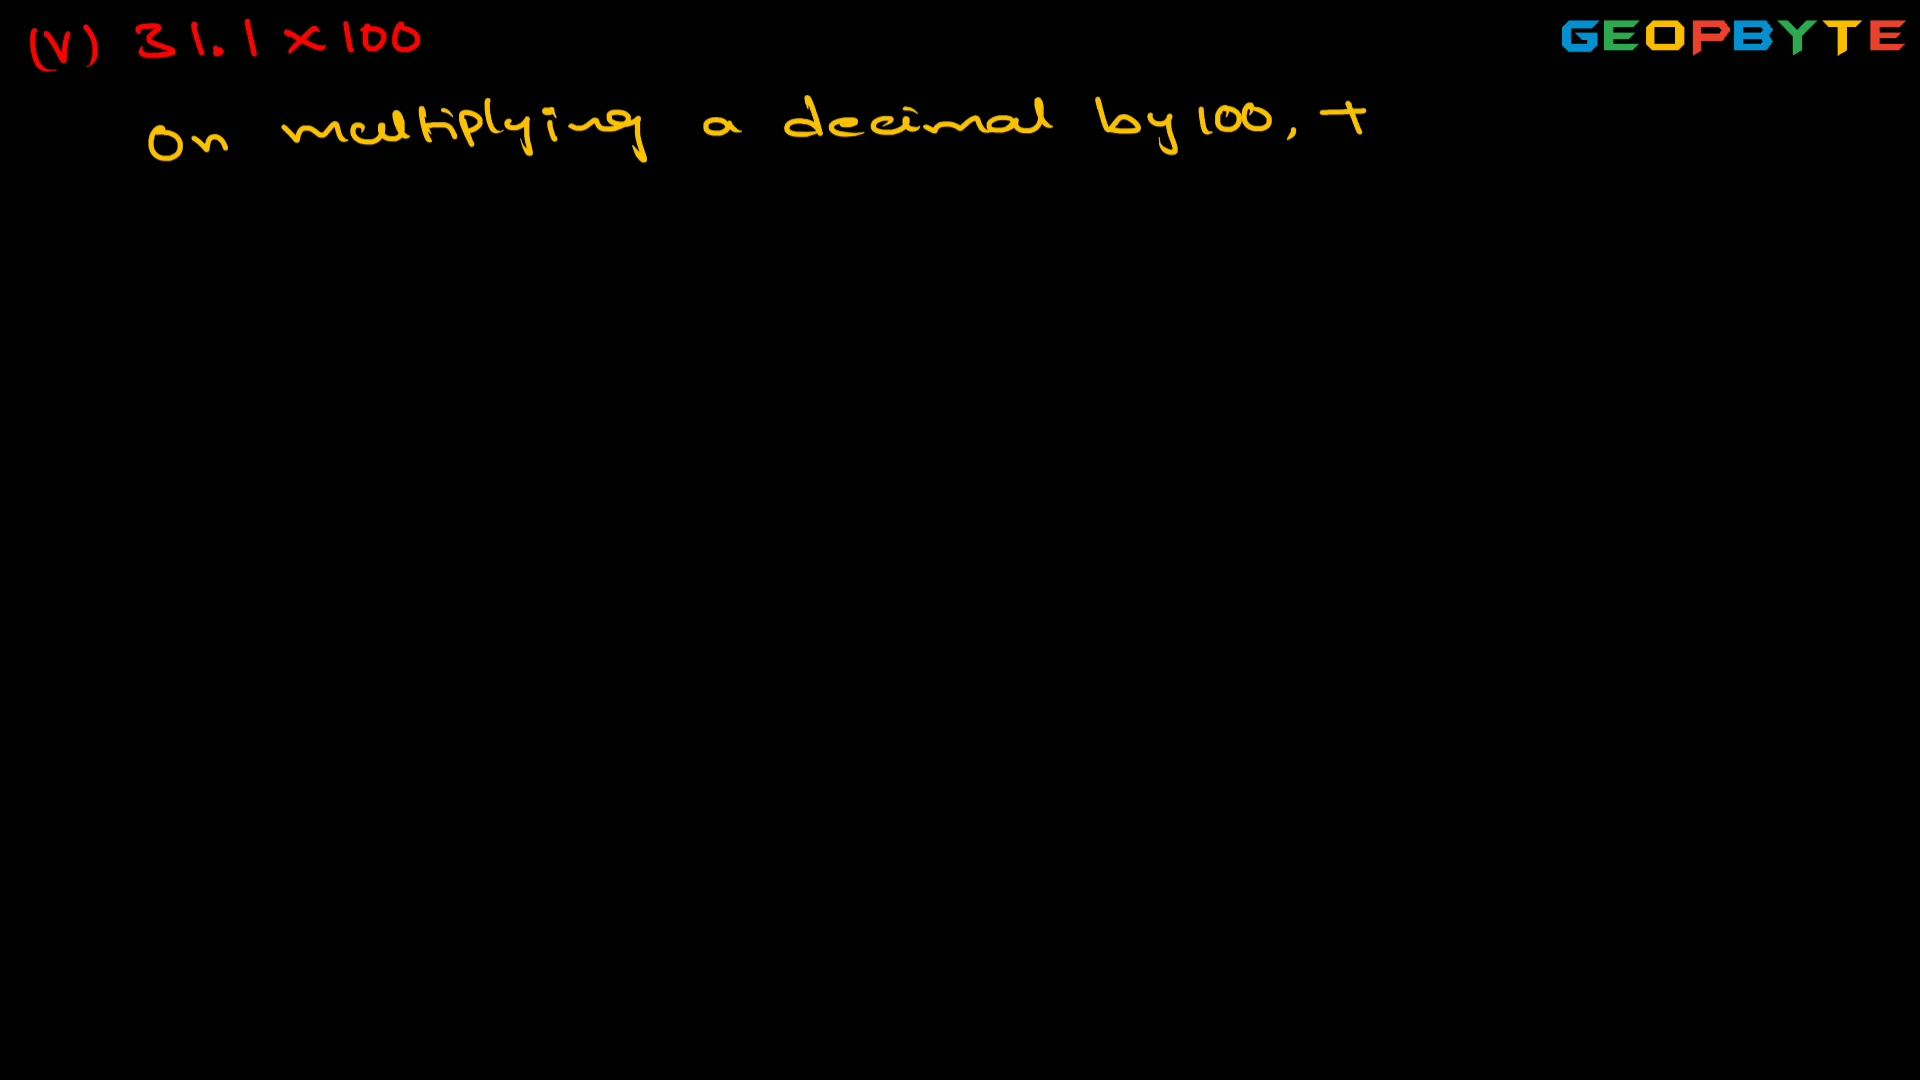 (V) 31.1 × 100
GEOPBYTE
On multiplying a decimal by 100, t